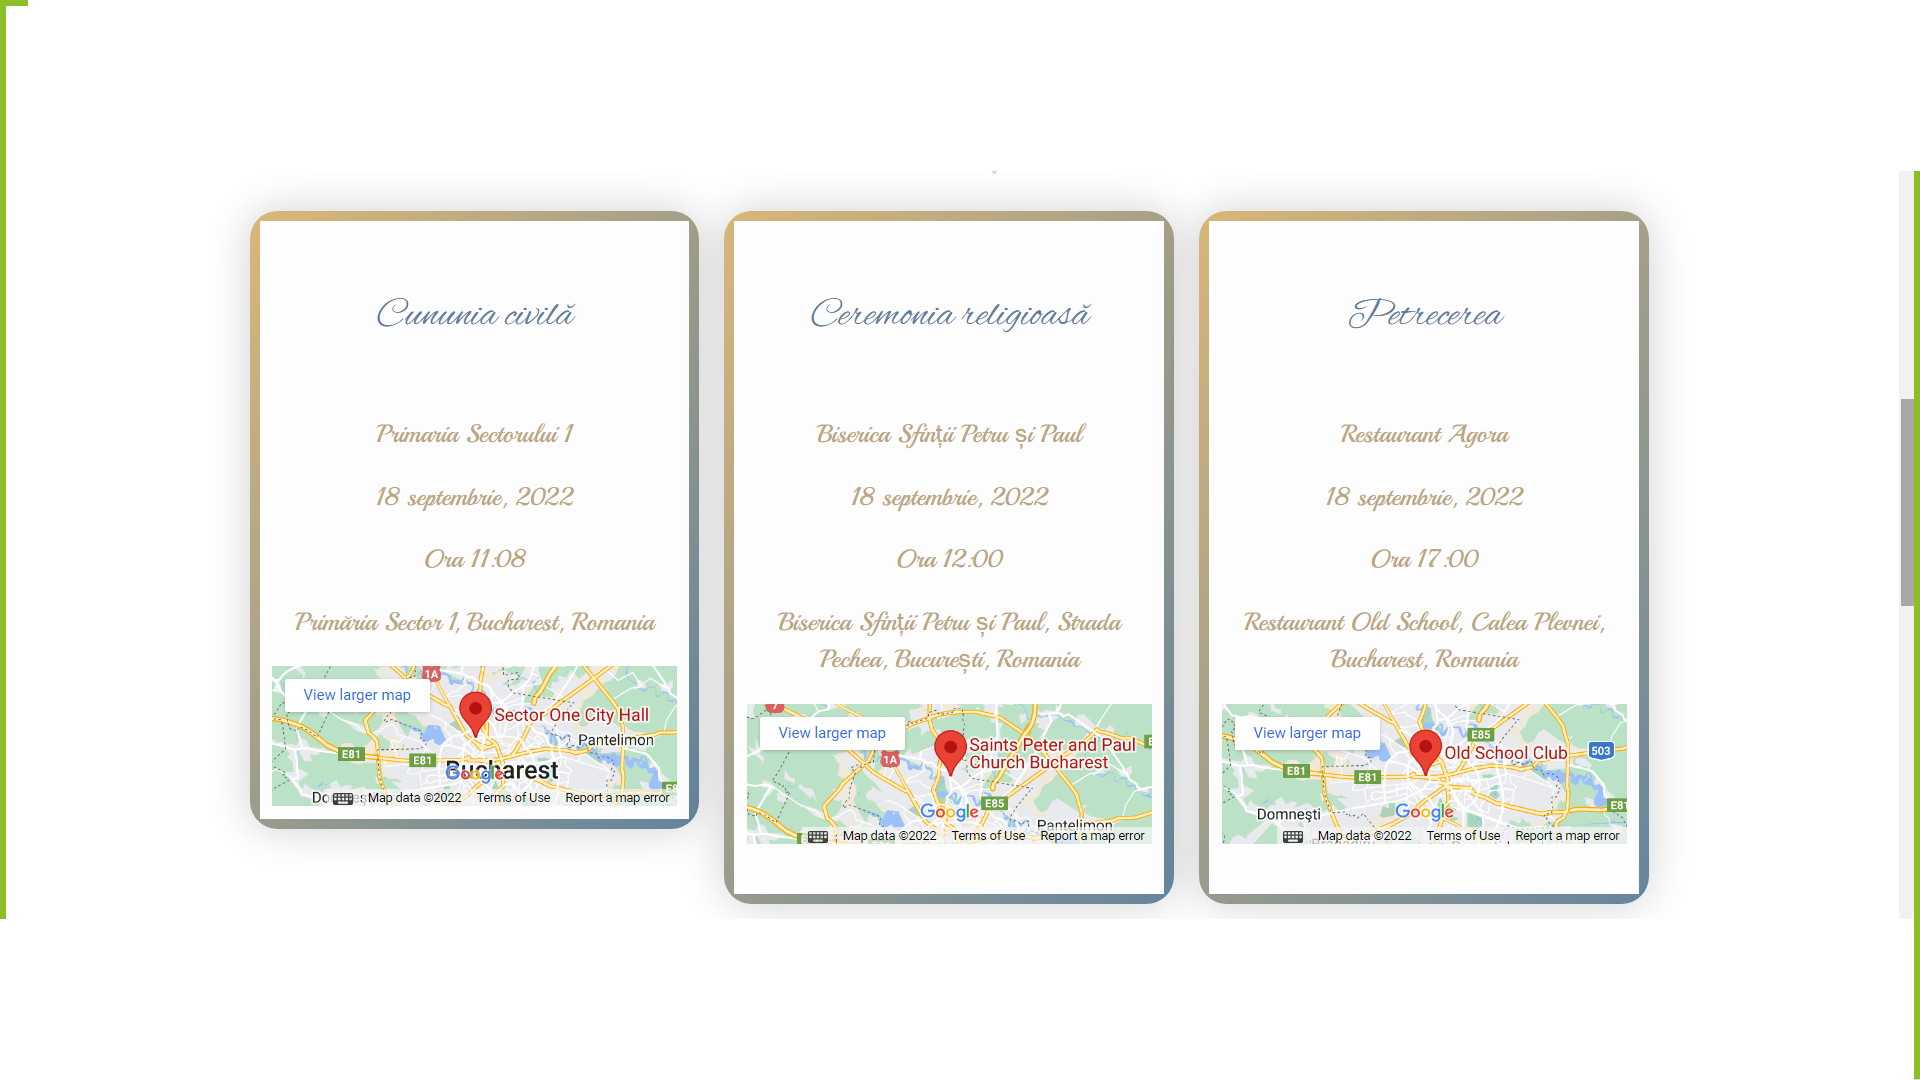 Cununia civilă
Primaria Sectorului 1
18 septembrie, 2022
Ora 11:08
Primăria Sector 1, Bucharest, Romania
View larger map
1A
Sector One City Hall
Pantelimon
E81
E81
Bucharest
Google
Map data ©2022 Terms of Use Report a map error
Ceremonia religioasă
Biserica Sfinții Petru și Paul
18 septembrie, 2022
Ora 12:00
Biserica Sfinții Petru și Paul, Strada
Pechea, București, Romania
View larger map
Saints Peter and Paul
Church Bucharest
1A
E85
Google
Pantelimon
Map data ©2022 Terms of Use Report a map error
Petrecerea
Restaurant Agora
18 septembrie, 2022
Ora 17:00
Restaurant Old School, Calea Plevnei,
Bucharest, Romania
View larger map
E85
Old School Club
503
E81
E81
E81
Domnești
Google
Map data ©2022 Terms of Use Report a map error